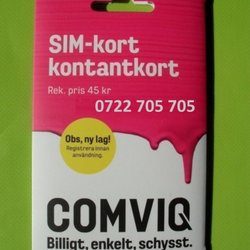 SIM-kort
kontantkort
Rek. pris 45 kr
0722 705 705
Obs, ny lag!
Registrera innan
användning.
COMVIQ
Billigt, enkelt, schysst.